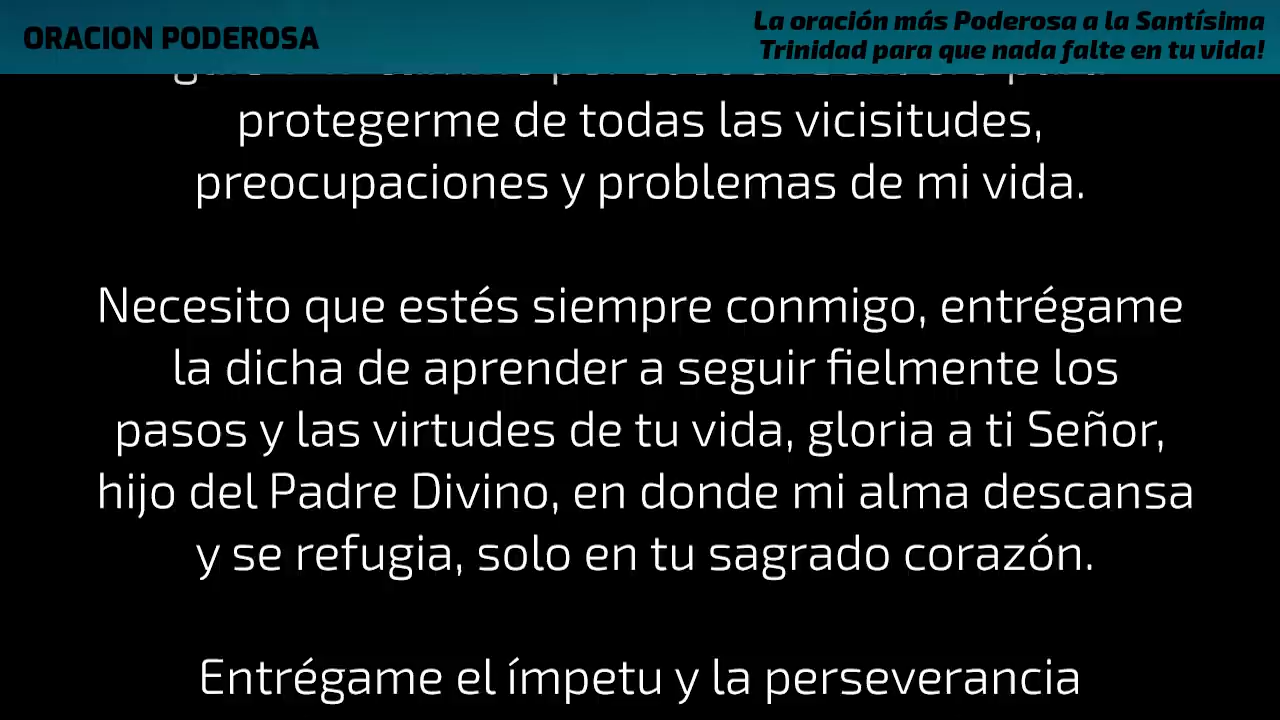 ORACION PODEROSA
La oración más Poderosa a la Santísima
Trinidad para que nada falte en tu vida!
protegerme de todas las vicisitudes,
preocupaciones y problemas de mi vida.
Necesito que estés siempre conmigo, entrégame
la dicha de aprender a seguir fielmente los
pasos y las virtudes de tu vida, gloria a ti Señor,
hijo del Padre Divino, en donde mi alma descansa
y se refugia, solo en tu sagrado corazón.
Entrégame el ímpetu y la perseverancia